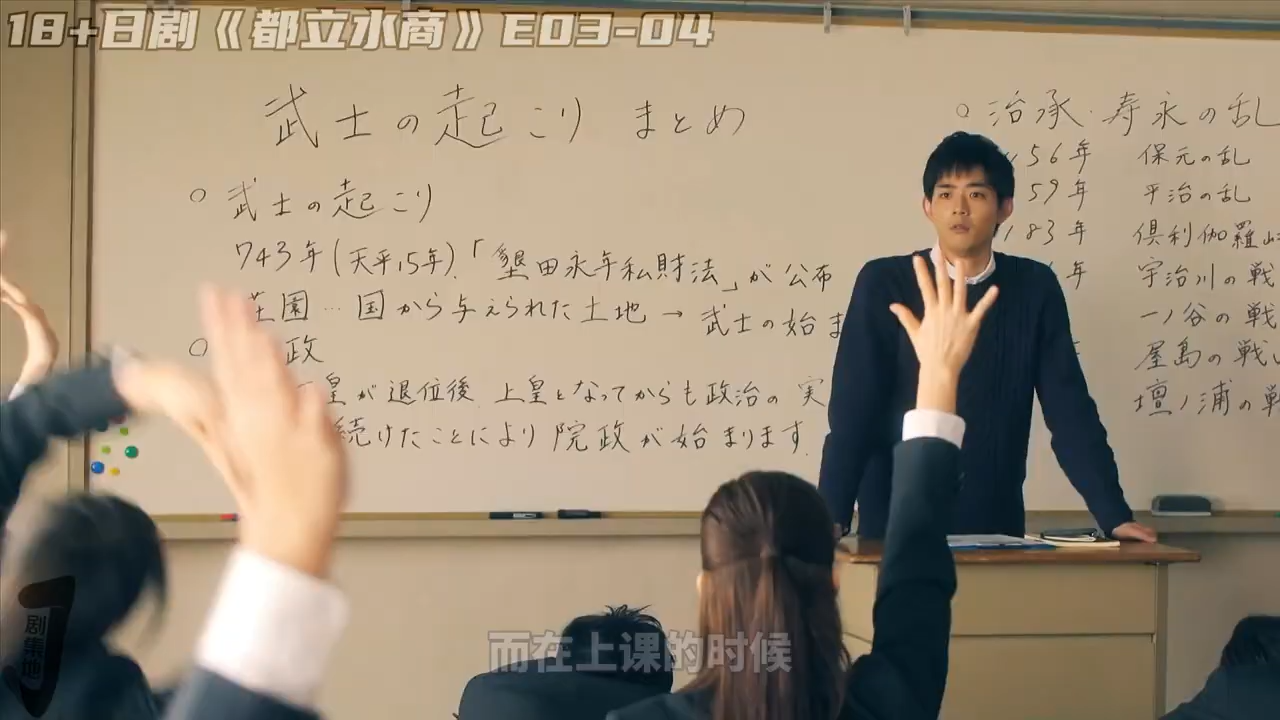 18+日剧《都立水商》E03-04
武士の起こり まとめ
○ 武士の起こり
743年(天平15年).「墾田永年私財法」が公布
荘園…国から与えられた土地→武士の始ま
○ 政
皇が退位後 上皇となってからも政治の実
続けたことにより院政が始まります.
○治承・寿永の乱
156年 保元の乱
59年 平治の乱
183年 倶利伽羅
年 宇治川の戦
一ノ谷の戦
屋島の戦い
壇ノ浦の戦
剧集地
而在上课的时候